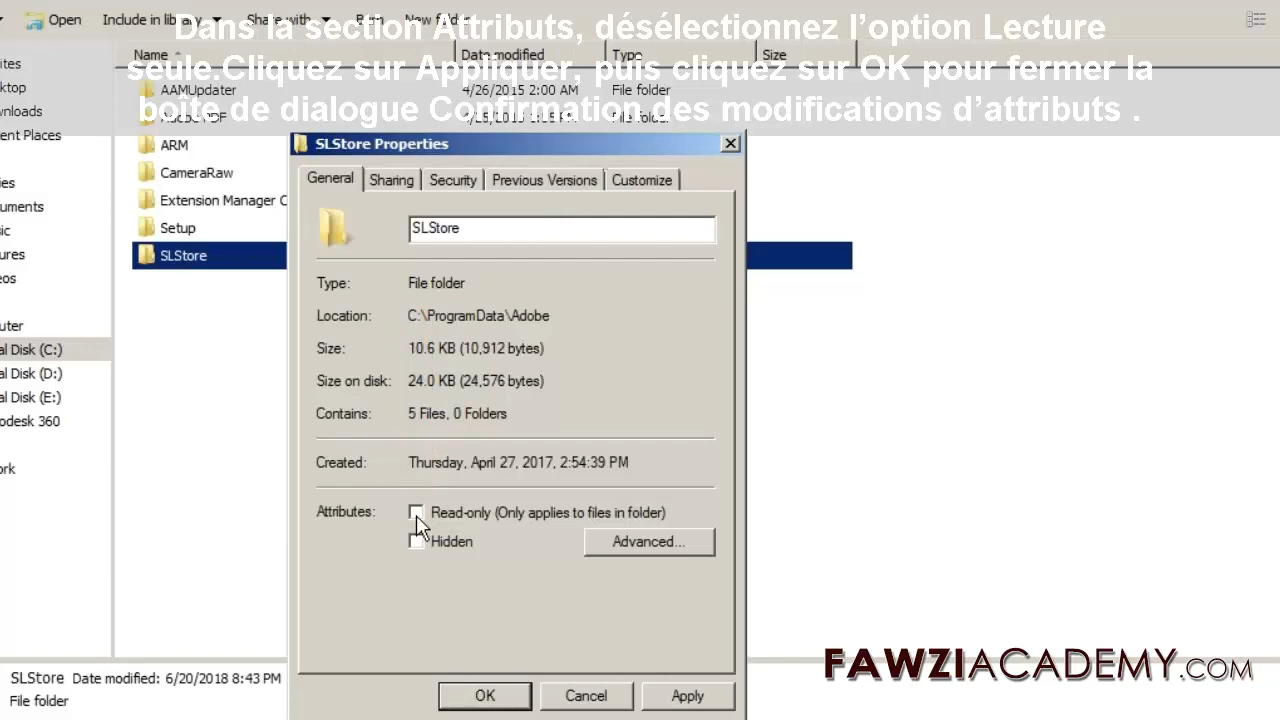 Open Include in library Share with Burn New folder
Dans la section Attributs, désélectionnez l'option Lecture
seule.Cliquez sur Appliquer, puis cliquez sur OK pour fermer la
boîte de dialogue Confirmation des modifications d'attributs .
Name Date modified Type Size
AAMUpdater 4/26/2015 2:00 AM File folder
File folder
ARM
CameraRaw
Extension Manager C
Setup
SLStore
ites
ktop
wnloads
ent Places
ies
uments
ic
ures
os
uter
al Disk (C:)
al Disk (D:)
al Disk (E:)
odesk 360
ork
SLStore Properties
General Sharing Security Previous Versions Customize
SLStore
Type: File folder
Location: C:\ProgramData\Adobe
Size: 10.6 KB (10,912 bytes)
Size on disk: 24.0 KB (24,576 bytes)
Contains: 5 Files, 0 Folders
Created: Thursday, April 27, 2017, 2:54:39 PM
Attributes: Read-only (Only applies to files in folder)
Hidden Advanced...
OK Cancel Apply
SLStore Date modified: 6/20/2018 8:43 PM
File folder
FAWZIACADEMY.COM